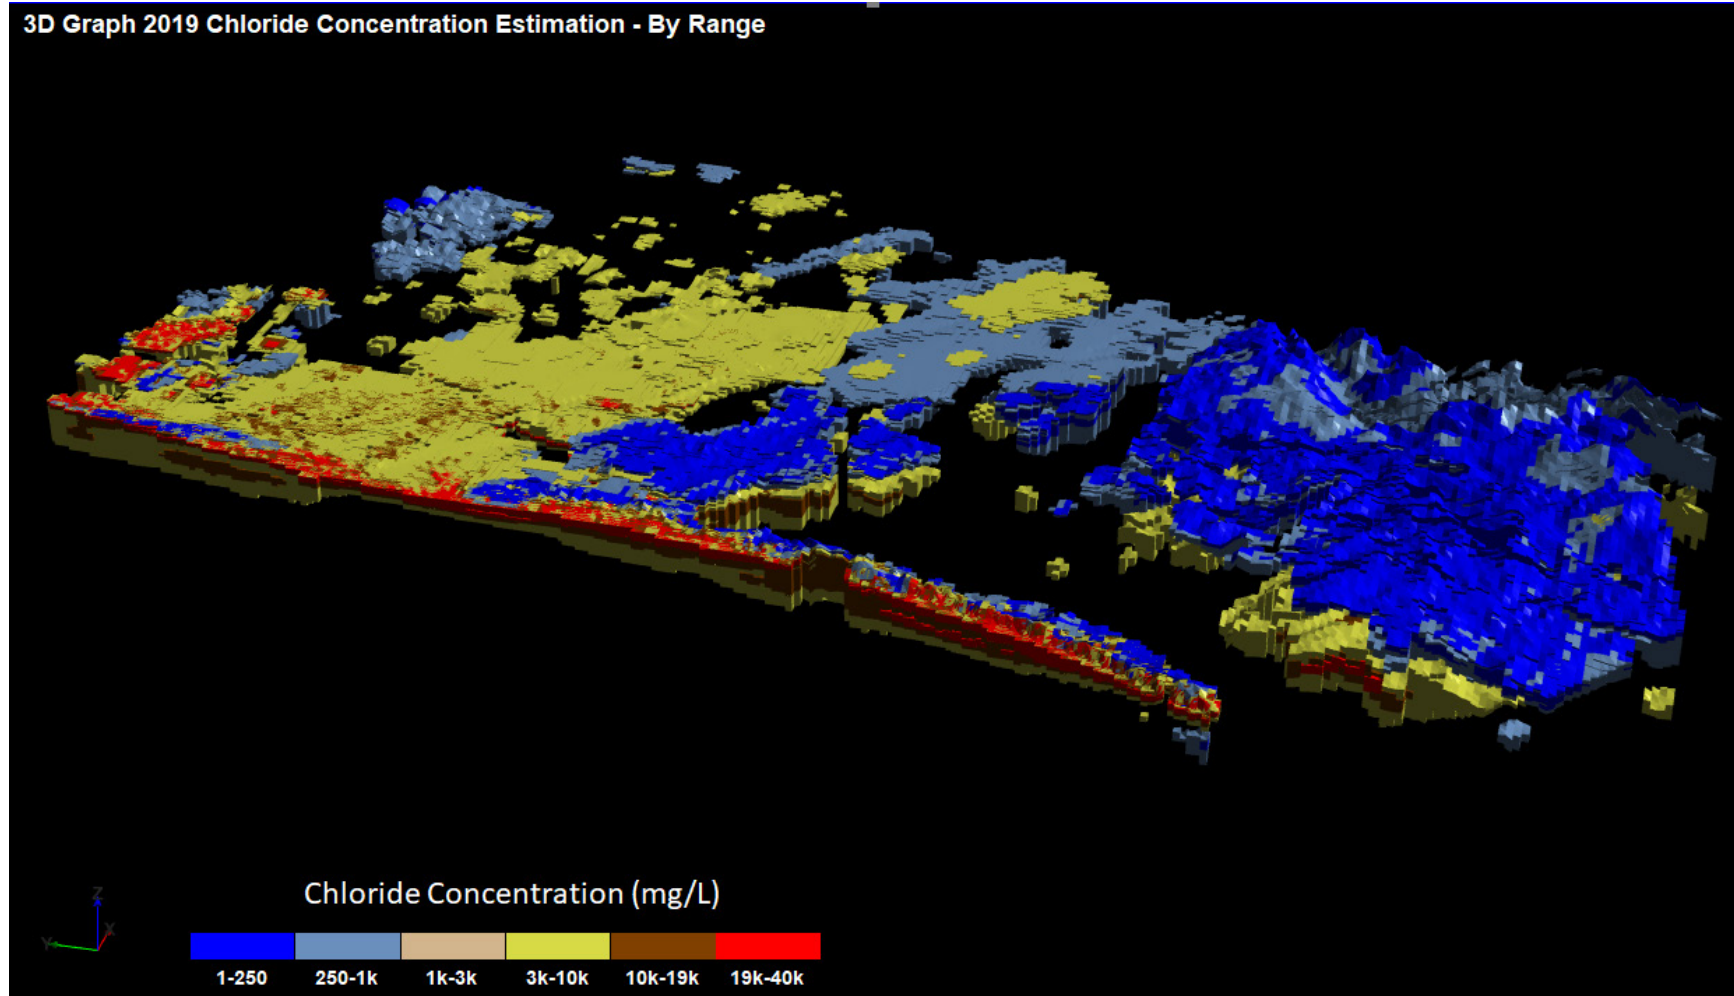 3D Graph 2019 Chloride Concentration Estimation - By Range
Z
X
Y
Chloride Concentration (mg/L)
1-250 250-1k 1k-3k 3k-10k 10k-19k 19k-40k